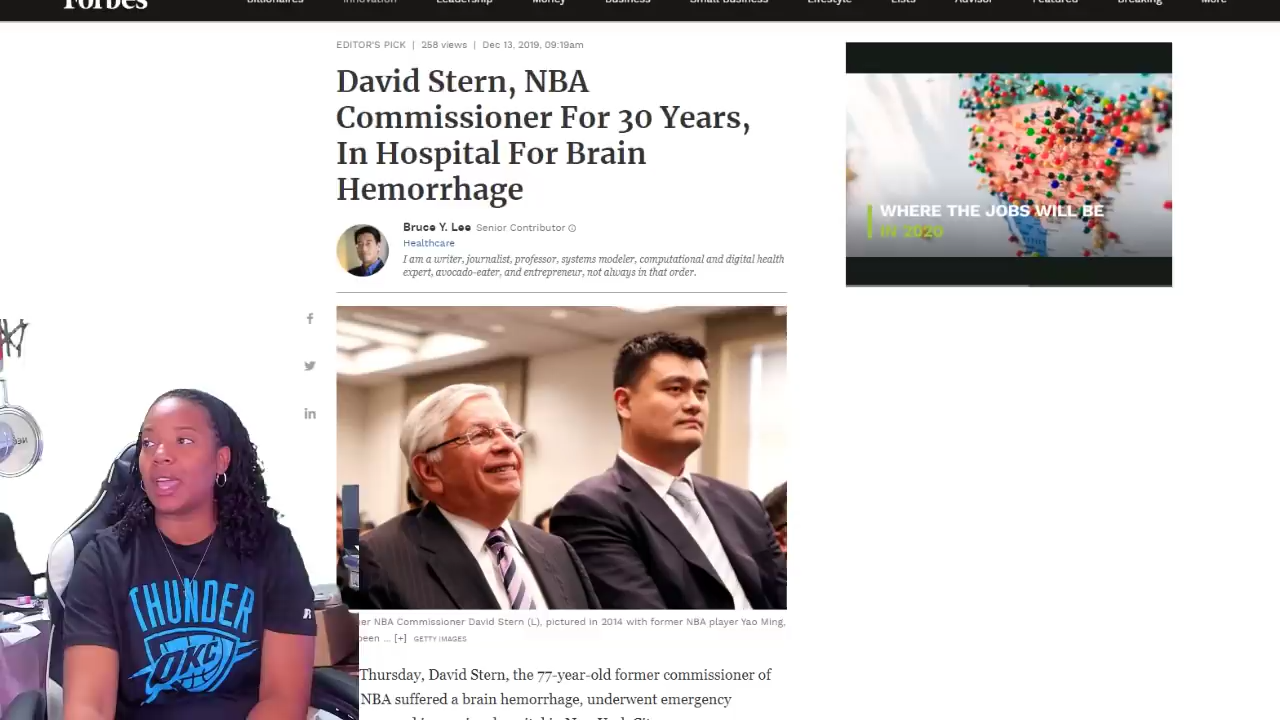 Forbes
Billionaires Innovation Leadership Money Business Small Business Lifestyle Lists Advisor Featured Breaking More
EDITOR'S PICK | 258 views | Dec 13, 2019, 09:19am
David Stern, NBA
Commissioner For 30 Years,
In Hospital For Brain
Hemorrhage
Bruce Y. Lee Senior Contributor
Healthcare
I am a writer, journalist, professor, systems modeler, computational and digital health
expert, avocado-eater, and entrepreneur, not always in that order.
WHERE THE JOBS WILL BE
IN 2020
er NBA Commissioner David Stern (L), pictured in 2014 with former NBA player Yao Ming,
been ... [+] GETTY IMAGES
Thursday, David Stern, the 77-year-old former commissioner of
NBA suffered a brain hemorrhage, underwent emergency
THUNDER
OKC